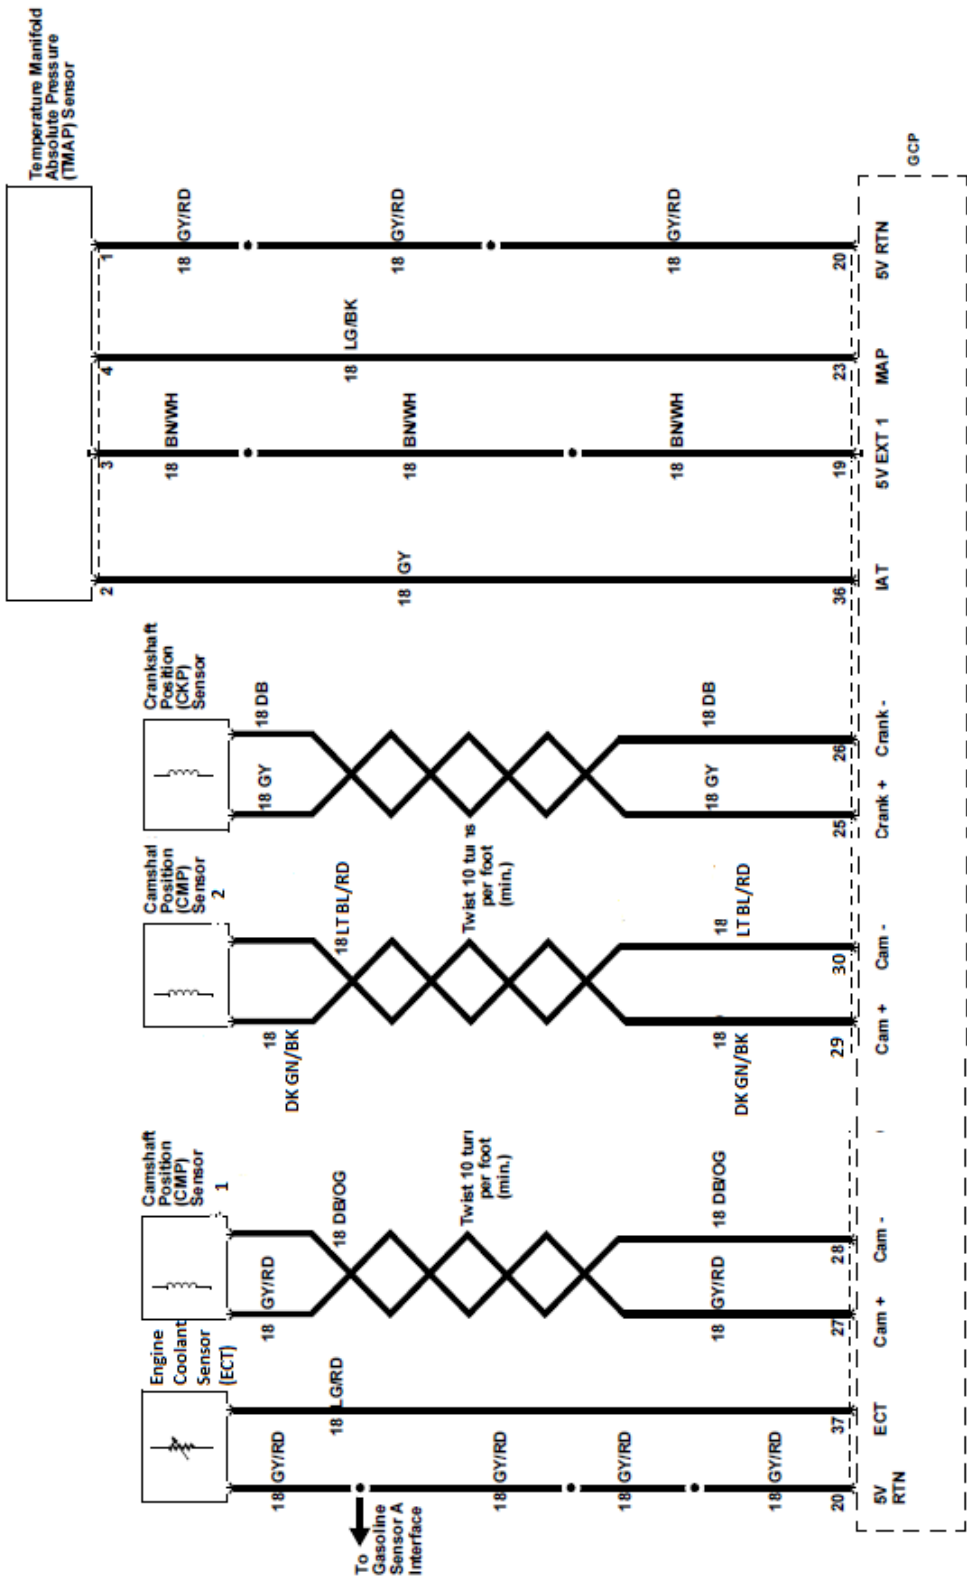 Temperature Manifold
Absolute Pressure
(TMAP) Sensor
1
18 GY/RD
18 GY/RD
18 GY/RD
20
5V RTN
GCP
4
18 LG/BK
23
MAP
3
18 BN/WH
18 BN/WH
18 BN/WH
19
5V EXT 1
2
18 GY
36
IAT
Crankshaft
Position
(CKP)
Sensor
18 DB
18 DB
26
Crank -
18 GY
18 GY
25
Crank +
Camshaf
Position
(CMP)
Sensor
2
Twist 10 turns
per foot
(min.)
18 LT BL/RD
18
LT BL/RD
30
Cam -
18
DK GN/BK
18
DK GN/BK
29
Cam +
Camshaft
Position
(CMP)
Sensor
1
Twist 10 turi
per foot
(min.)
18 DB/OG
18 DB/OG
28
Cam -
18 GY/RD
18 GY/RD
27
Cam +
Engine
Coolant
Sensor
(ECT)
18 LG/RD
37
ECT
18 GY/RD
18 GY/RD
18 GY/RD
18 GY/RD
20
5V
RTN
To
Gasoline
Sensor A
Interface